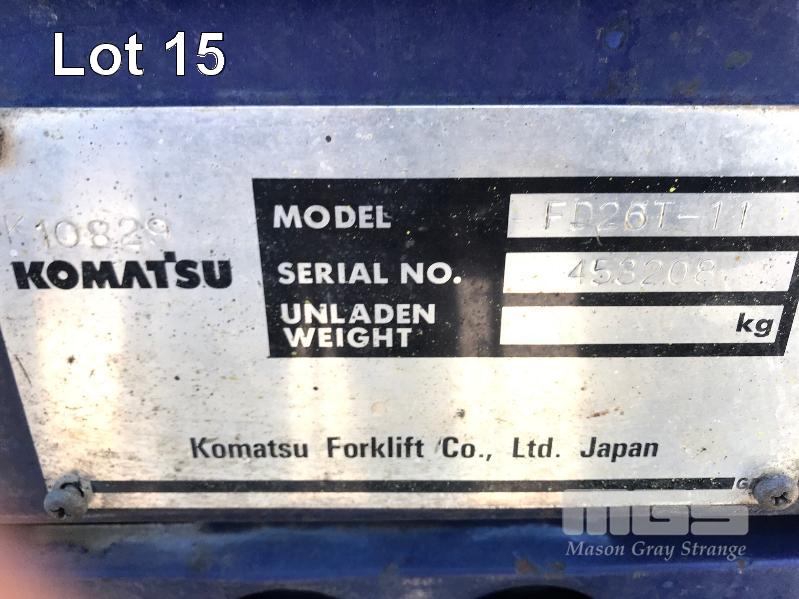 Lot 15
K10829
KOMATSU
MODEL FD26T-11
SERIAL NO. 453208
UNLADEN WEIGHT kg
Komatsu Forklift Co., Ltd. Japan
MGS
Mason Gray Strange